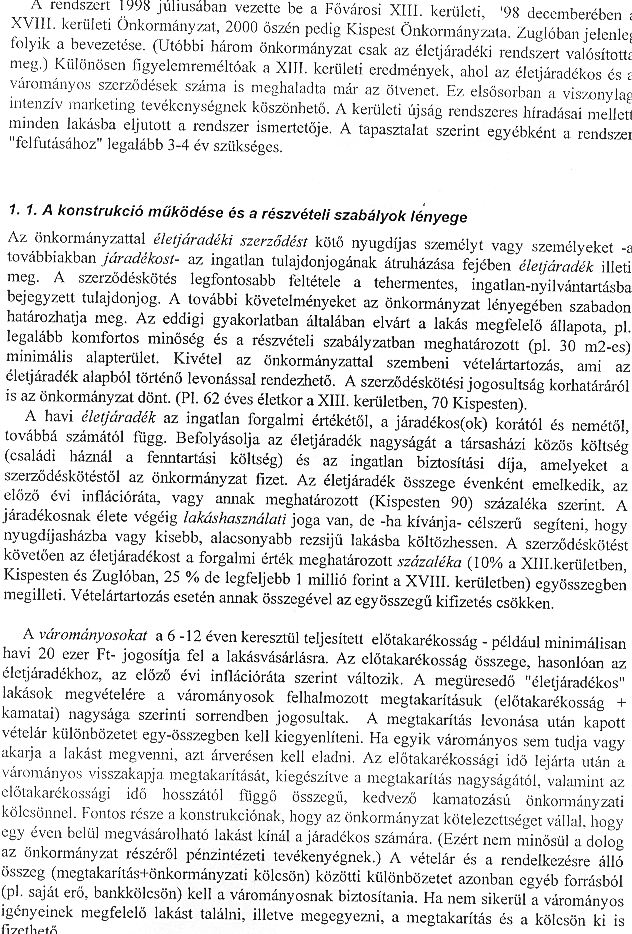 A rendszert 1998 júliusában vezette be a Fővárosi XIII. kerületi, '98 decemberében a
XVIII. kerületi Önkormányzat, 2000 őszén pedig Kispest Önkormányzata. Zuglóban jelenleg
folyik a bevezetése. (Utóbbi három önkormányzat csak az életjáradéki rendszert valósította
meg.) Különösen figyelemreméltóak a XIII. kerületi eredmények, ahol az életjáradékos és a
várományos szerződések száma is meghaladta már az ötvenet. Ez elsősorban a viszonylag
intenzív marketing tevékenységnek köszönhető. A kerületi újság rendszeres híradásai mellett
minden lakásba eljutott a rendszer ismertetője. A tapasztalat szerint egyébként a rendszer
"felfutásához" legalább 3-4 év szükséges.
1. 1. A konstrukció működése és a részvételi szabályok lényege
Az önkormányzattal életjáradéki szerződést kötő nyugdíjas személyt vagy személyeket -a
továbbiakban járadékost- az ingatlan tulajdonjogának átruházása fejében életjáradék illeti
meg. A szerződéskötés legfontosabb feltétele a tehermentes, ingatlan-nyilvántartásba
bejegyzett tulajdonjog. A további követelményeket az önkormányzat lényegében szabadon
határozhatja meg. Az eddigi gyakorlatban általában elvárt a lakás megfelelő állapota, pl.
legalább komfortos minőség és a részvételi szabályzatban meghatározott (pl. 30 m2-es)
minimális alapterület. Kivétel az önkormányzattal szembeni vételártartozás, ami az
életjáradék alapból történő levonással rendezhető. A szerződéskötési jogosultság korhatáráról
is az önkormányzat dönt. (Pl. 62 éves életkor a XIII. kerületben, 70 Kispesten).
A havi életjáradék az ingatlan forgalmi értékétől, a járadékos(ok) korától és nemétől,
továbbá számától függ. Befolyásolja az életjáradék nagyságát a társasházi közös költség
(családi háznál a fenntartási költség) és az ingatlan biztosítási díja, amelyeket a
szerződéskötéstől az önkormányzat fizet. Az életjáradék összege évenként emelkedik, az
előző évi inflációráta, vagy annak meghatározott (Kispesten 90) százaléka szerint. A
járadékosnak élete végéig lakáshasználati joga van, de -ha kívánja- célszerű segíteni, hogy
nyugdíjasházba vagy kisebb, alacsonyabb rezsijű lakásba költözhessen. A szerződéskötést
követően az életjáradékost a forgalmi érték meghatározott százaléka (10% a XIII.kerületben,
Kispesten és Zuglóban, 25 % de legfeljebb 1 millió forint a XVIII. kerületben) egyösszegben
megilleti. Vételártartozás esetén annak összegével az egyösszegű kifizetés csökken.
A várományosokat a 6 -12 éven keresztül teljesített előtakarékosság - például minimálisan
havi 20 ezer Ft- jogosítja fel a lakásvásárlásra. Az előtakarékosság összege, hasonlóan az
életjáradékhoz, az előző évi inflációráta szerint változik. A megüresedő "életjáradékos"
lakások megvételére a várományosok felhalmozott megtakarításuk (előtakarékosság +
kamatai) nagysága szerinti sorrendben jogosultak. A megtakarítás levonása után kapott
vételár különbözetet egy-összegben kell kiegyenlíteni. Ha egyik várományos sem tudja vagy
akarja a lakást megvenni, azt árverésen kell eladni. Az előtakarékossági idő lejárta után a
várományos visszakapja megtakarítását, kiegészítve a megtakarítás nagyságától, valamint az
előtakarékossági idő hosszától függő összegű, kedvező kamatozású önkormányzati
kölcsönnel. Fontos része a konstrukciónak, hogy az önkormányzat kötelezettséget vállal, hogy
egy éven belül megvásárolható lakást kínál a járadékos számára. (Ezért nem minősül a dolog
az önkormányzat részéről pénzintézeti tevékenységnek.) A vételár és a rendelkezésre álló
összeg (megtakarítás+önkormányzati kölcsön) közötti különbözetet azonban egyéb forrásból
(pl. saját erő, bankkölcsön) kell a várományosnak biztosítania. Ha nem sikerül a várományos
igényeinek megfelelő lakást találni, illetve megegyezni, a megtakarítás és a kölcsön ki is
fizethető.